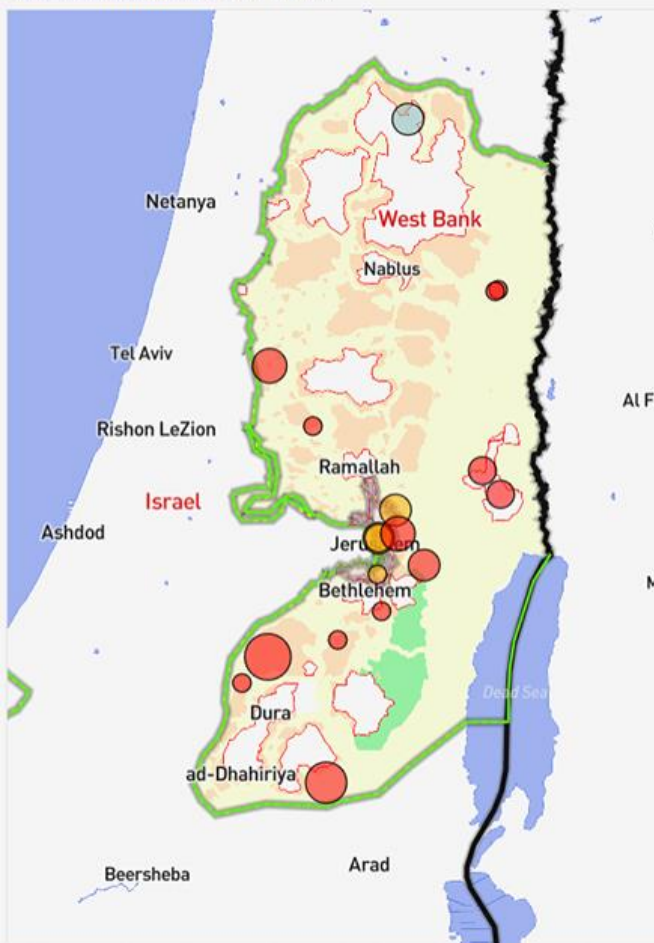 Netanya
West Bank
Nablus
Tel Aviv
Al F
Rishon LeZion
Ramallah
Israel
Ashdod
Jerusalem
Bethlehem
Dead Sea
Dura
ad-Dhahiriya
Arad
Beersheba